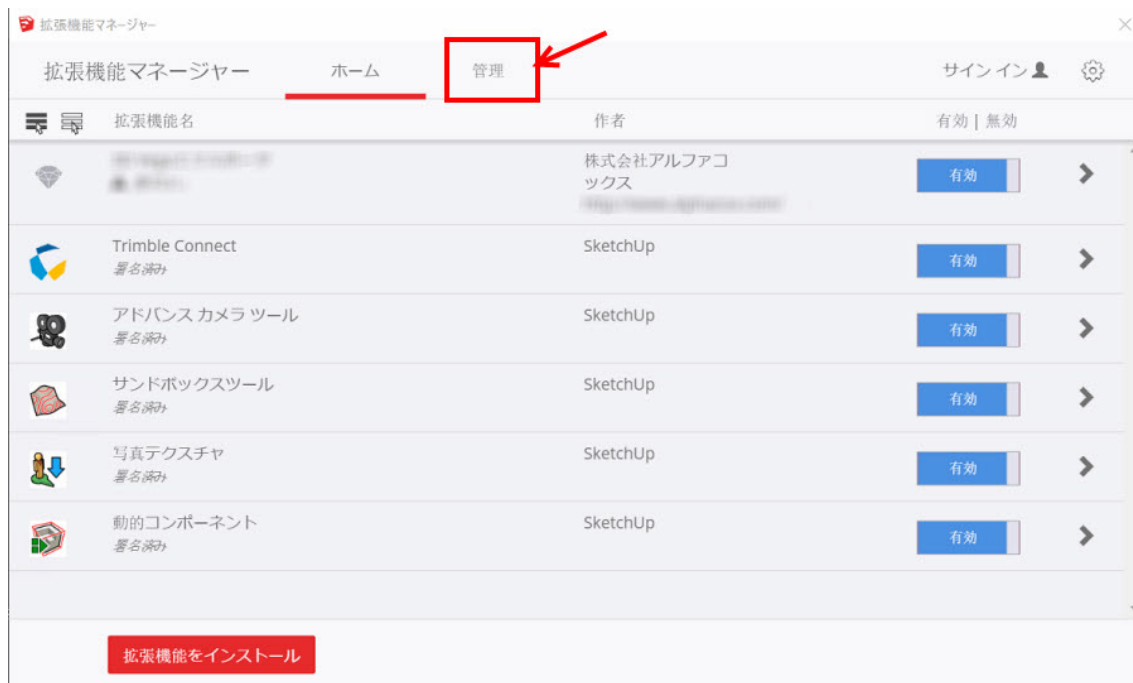 拡張機能マネージャー
拡張機能マネージャー ホーム 管理 サイン イン
拡張機能名 作者 有効 | 無効
株式会社アルファコ
ックス
有効
Trimble Connect SketchUp
署名済み
有効
アドバンス カメラ ツール SketchUp
署名済み
有効
サンドボックスツール SketchUp
署名済み
有効
写真テクスチャ SketchUp
署名済み
有効
動的コンポーネント SketchUp
署名済み
有効
拡張機能をインストール